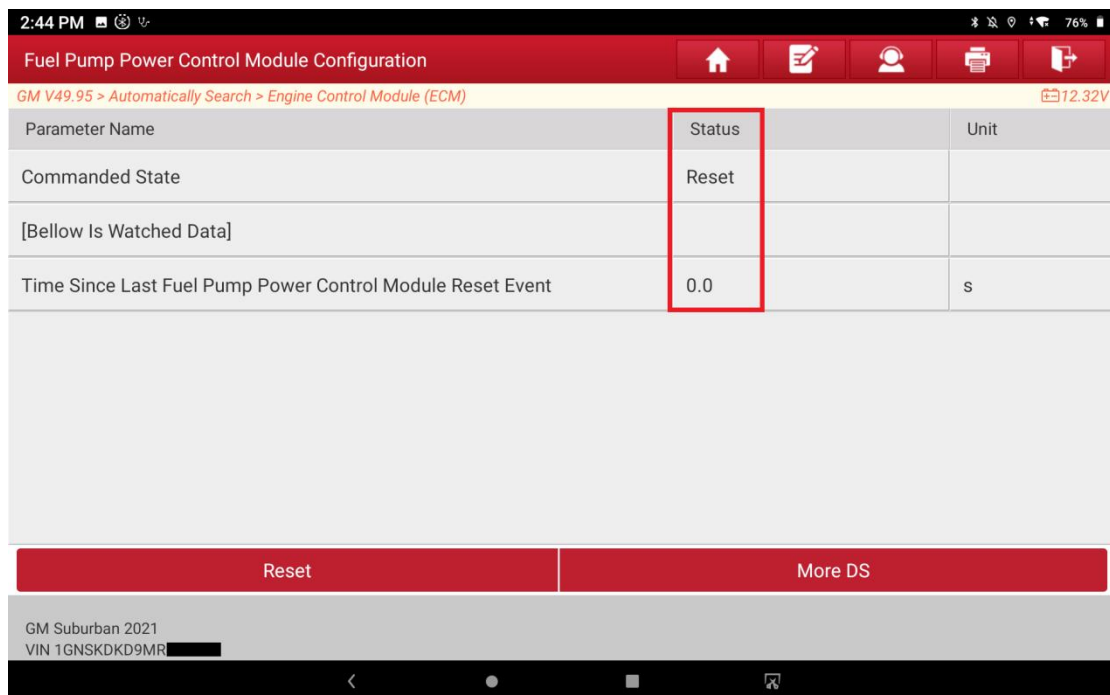 2:44 PM 76%
Fuel Pump Power Control Module Configuration
GM V49.95 > Automatically Search > Engine Control Module (ECM) 12.32V
Parameter Name Status Unit
Commanded State Reset
[Bellow Is Watched Data]
Time Since Last Fuel Pump Power Control Module Reset Event 0.0 s
Reset More DS
GM Suburban 2021
VIN 1GNSKDKD9MR